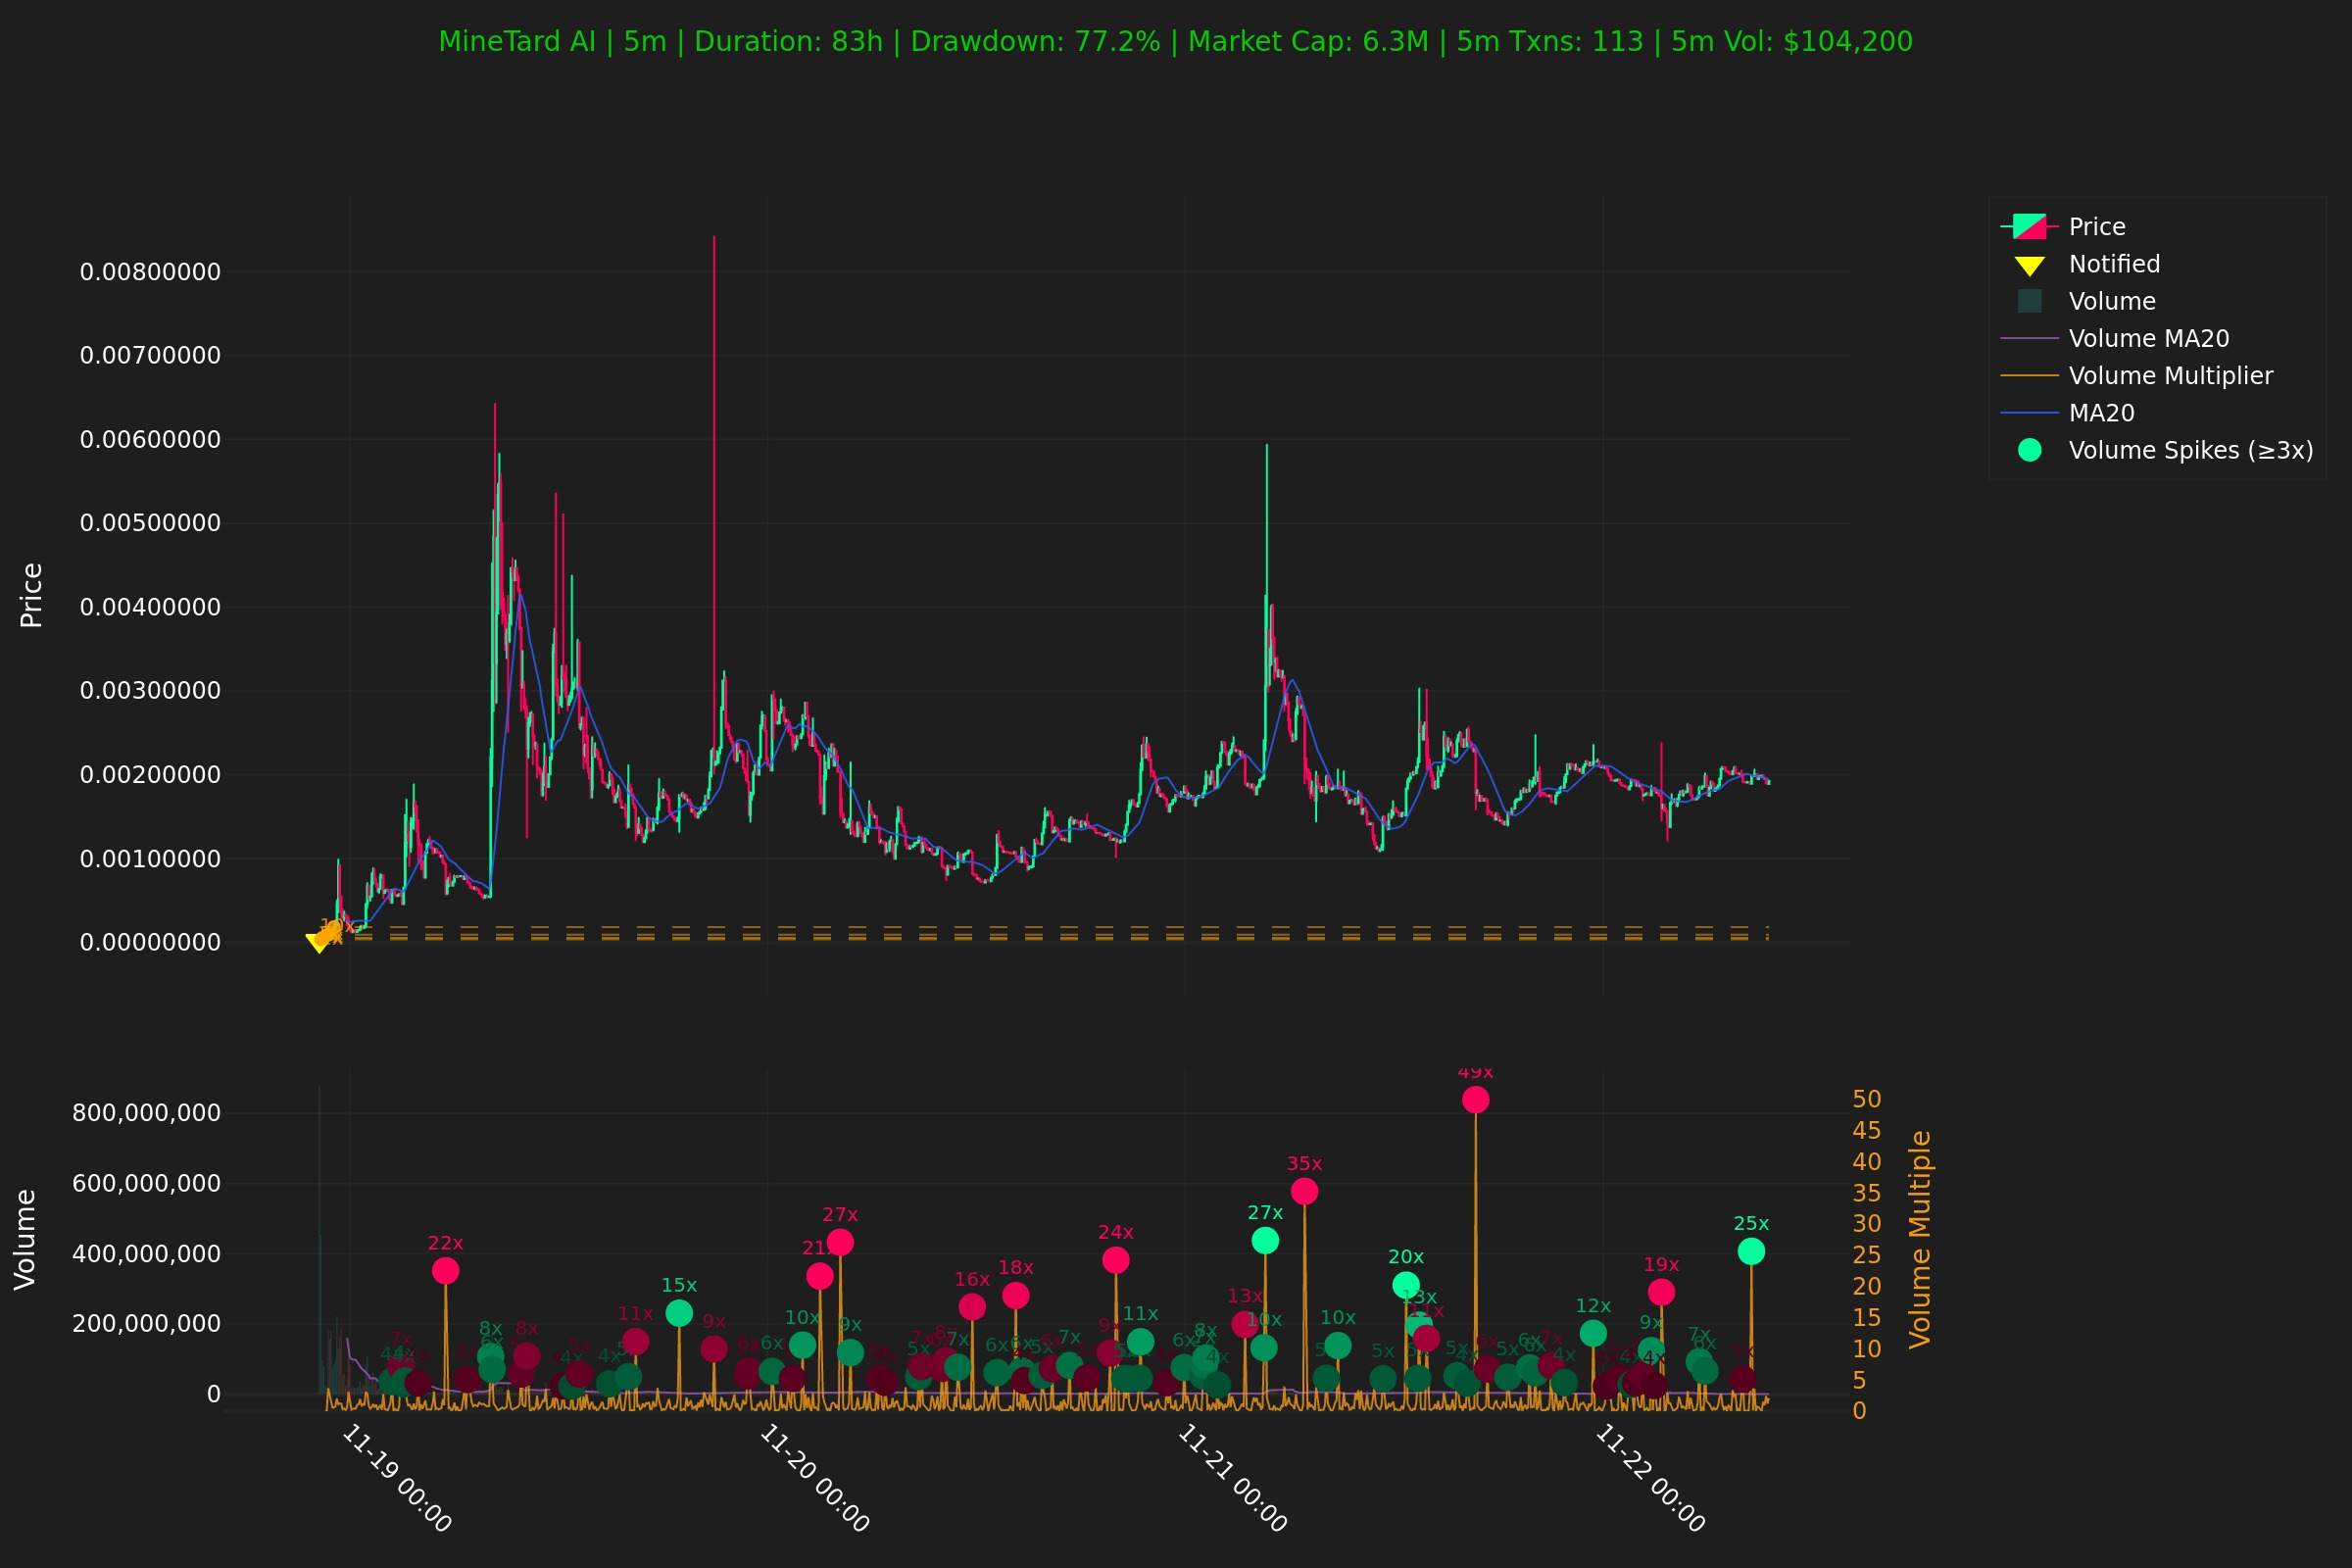 MineTard AI | 5m | Duration: 83h | Drawdown: 77.2% | Market Cap: 6.3M | 5m Txns: 113 | 5m Vol: $104,200
Price
Notified
Volume
Volume MA20
Volume Multiplier
MA20
Volume Spikes (≥3x)
Price
0.00800000
0.00700000
0.00600000
0.00500000
0.00400000
0.00300000
0.00200000
0.00100000
0.00000000
Volume
800,000,000
600,000,000
400,000,000
200,000,000
0
Volume Multiple
50
45
40
35
30
25
20
15
10
5
0
49x
35x
27x
27x
25x
24x
22x
20x
19x
18x
16x
15x
13x
13x
12x
11x
11x
11x
10x
10x
10x
9x
9x
9x
9x
8x
8x
8x
7x
7x
7x
6x
6x
6x
5x
5x
4x
4x
11-19 00:00
11-20 00:00
11-21 00:00
11-22 00:00